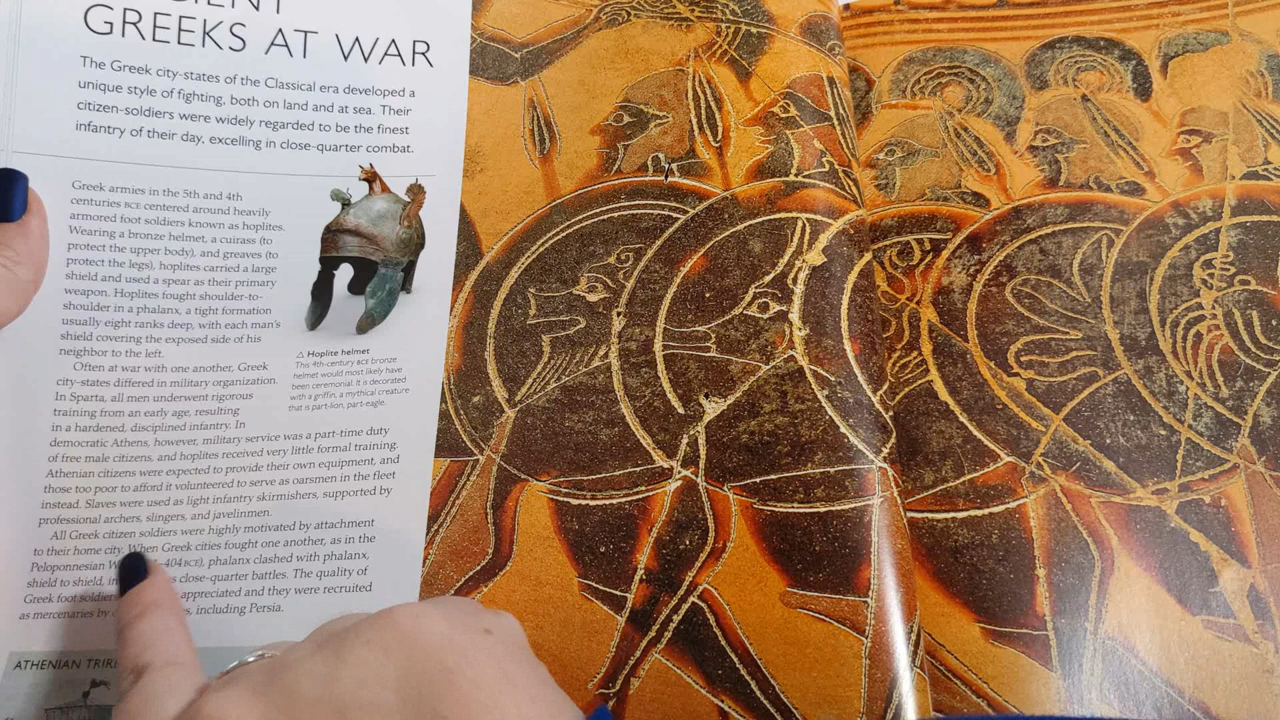 GREEKS AT WAR
The Greek city-states of the Classical era developed a
unique style of fighting, both on land and at sea. Their
citizen-soldiers were widely regarded to be the finest
infantry of their day, excelling in close-quarter combat.
Greek armies in the 5th and 4th
centuries BCE centered around heavily
armored foot soldiers known as hoplites.
Wearing a bronze helmet, a cuirass (to
protect the upper body), and greaves (to
protect the legs), hoplites carried a large
shield and used a spear as their primary
weapon. Hoplites fought shoulder-to-
shoulder in a phalanx, a tight formation
usually eight ranks deep, with each man's
shield covering the exposed side of his
neighbor to the left.
Often at war with one another, Greek
city-states differed in military organization.
In Sparta, all men underwent rigorous
training from an early age, resulting
in a hardened, disciplined infantry. In
democratic Athens, however, military service was a part-time duty
of free male citizens, and hoplites received very little formal training.
Athenian citizens were expected to provide their own equipment, and
those too poor to afford it volunteered to serve as oarsmen in the fleet
instead. Slaves were used as light infantry skirmishers, supported by
professional archers, slingers, and javelinmen.
All Greek citizen soldiers were highly motivated by attachment
to their home city. When Greek cities fought one another, as in the
Peloponnesian –404 BCE), phalanx clashed with phalanx,
shield to shield, in close-quarter battles. The quality of
Greek foot soldiers appreciated and they were recruited
as mercenaries by including Persia.
△ Hoplite helmet
This 4th-century BCE bronze
helmet would most likely have
been ceremonial. It is decorated
with a griffin, a mythical creature
that is part-lion, part-eagle.
ATHENIAN